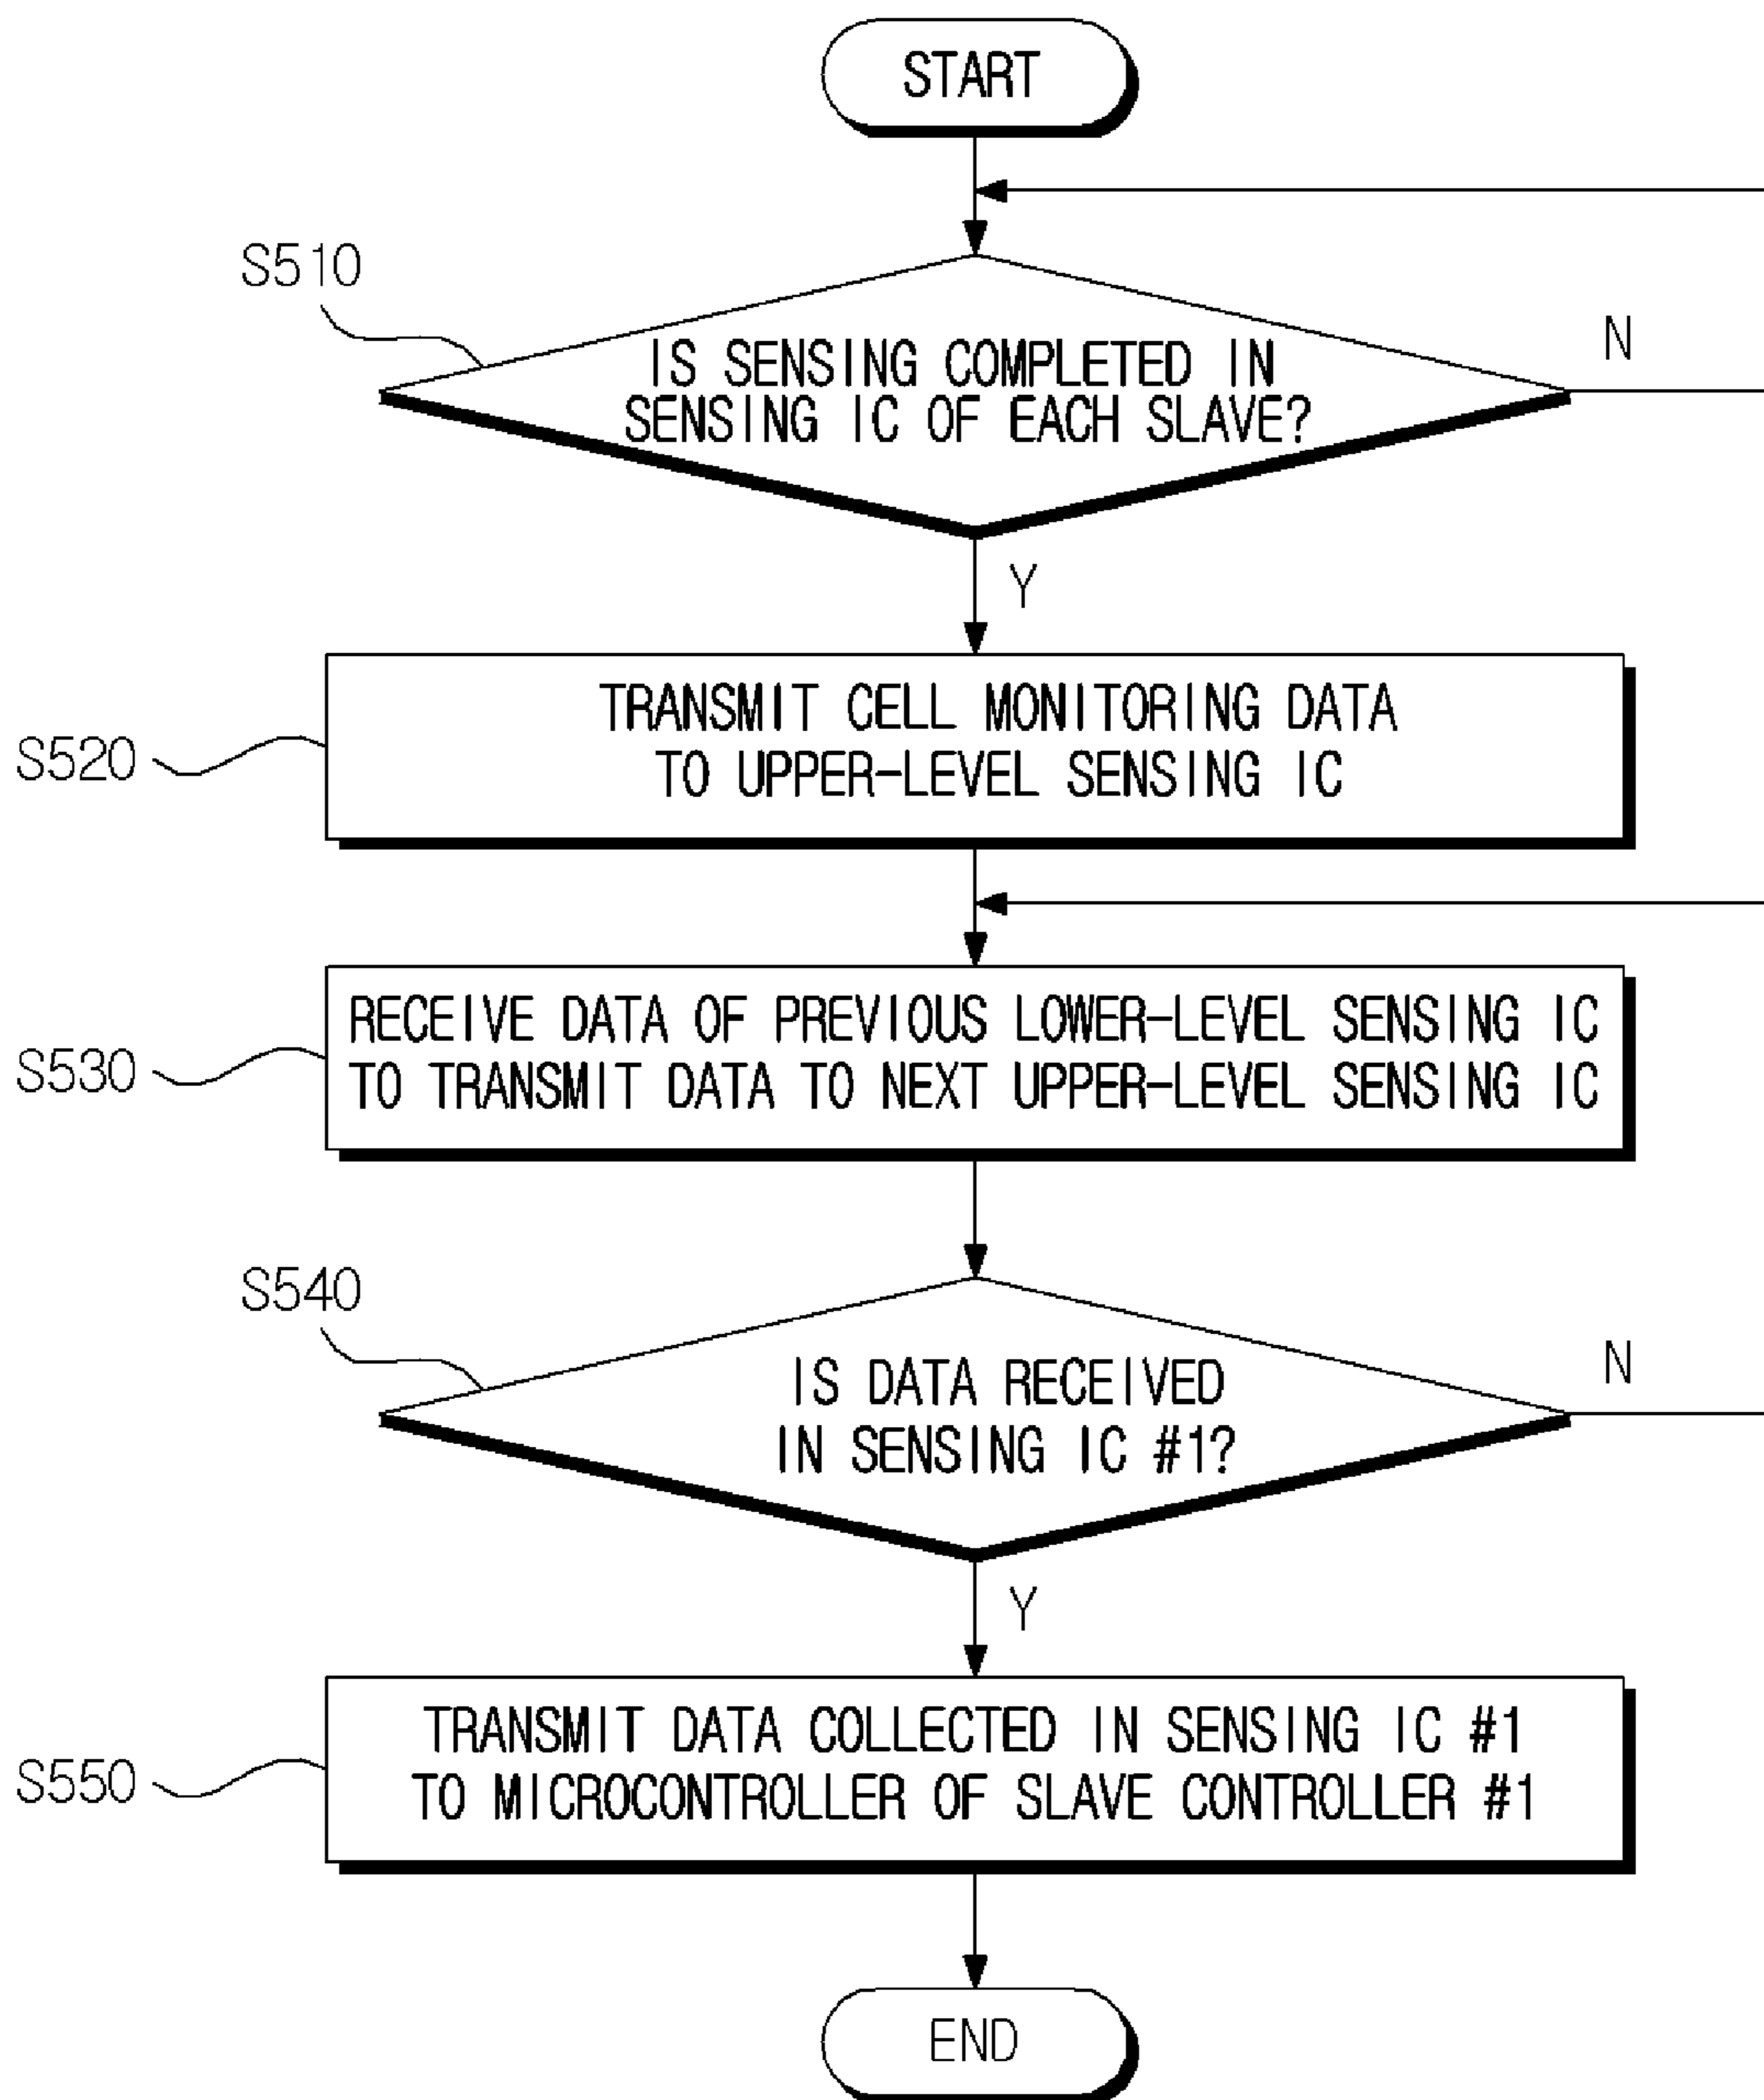 START
S510
IS SENSING COMPLETED IN
SENSING IC OF EACH SLAVE?
N
Y
TRANSMIT CELL MONITORING DATA
TO UPPER-LEVEL SENSING IC
S520
RECEIVE DATA OF PREVIOUS LOWER-LEVEL SENSING IC
TO TRANSMIT DATA TO NEXT UPPER-LEVEL SENSING IC
S530
S540
IS DATA RECEIVED
IN SENSING IC #1?
N
Y
TRANSMIT DATA COLLECTED IN SENSING IC #1
TO MICROCONTROLLER OF SLAVE CONTROLLER #1
S550
END